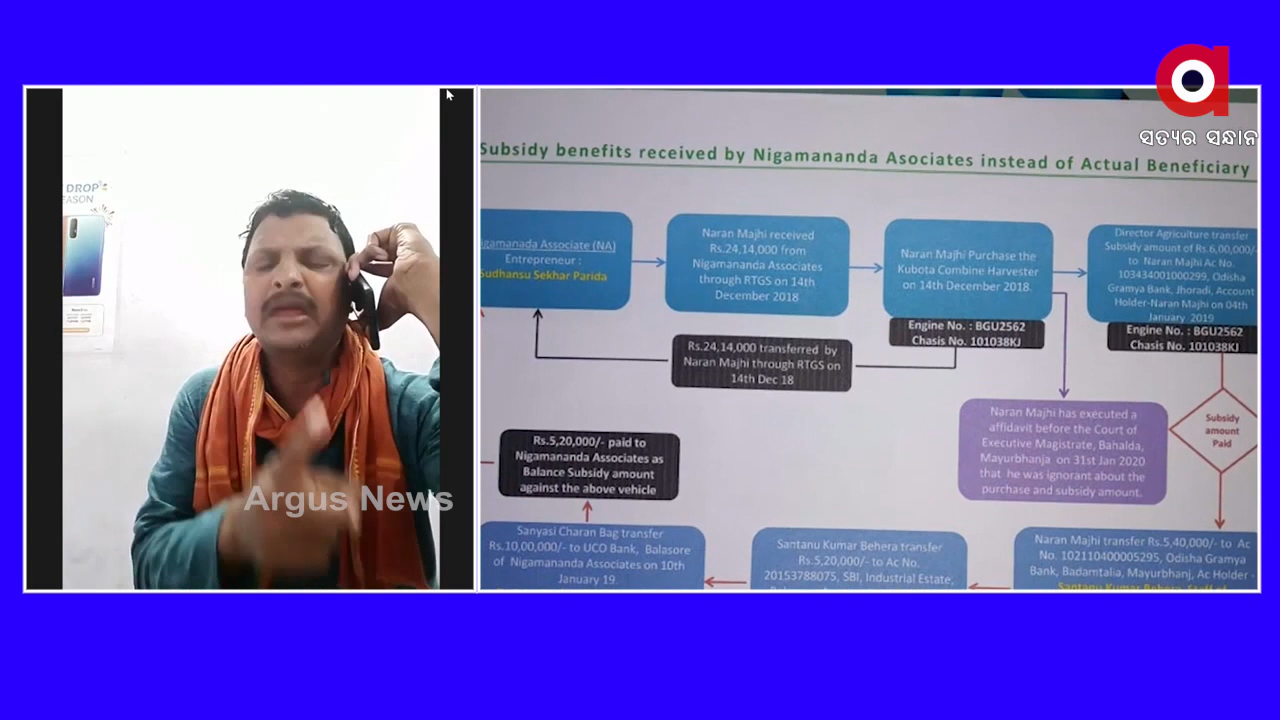 ସତ୍ୟର ସନ୍ଧାନ
DROP
EASON
Argus News
Subsidy benefits received by Nigamananda Asociates instead of Actual Beneficiary
igamanada Associate (NA)
Entrepreneur :
Sudhansu Sekhar Parida
Naran Majhi received
Rs.24,14,000 from
Nigamananda Associates
through RTGS on 14th
December 2018
Naran Majhi Purchase the
Kubota Combine Harvester
on 14th December 2018.
Engine No. : BGU2562
Chasis No. 101038KJ
Director Agriculture transfer
Subsidy amount of Rs.6,00,000/-
to Naran Majhi Ac No.
103434001000299, Odisha
Gramya Bank, Jhoradi, Account
Holder-Naran Majhi on 04th
January 2019
Engine No. : BGU2562
Chasis No. 101038KJ
Rs.24,14,000 transferred by
Naran Majhi through RTGS on
14th Dec 18
Naran Majhi has executed a
affidavit before the Court of
Executive Magistrate, Bahalda,
Mayurbhanja on 31st Jan 2020
that he was ignorant about the
purchase and subsidy amount.
Subsidy
amount
Paid
Rs.5,20,000/- paid to
Nigamananda Associates as
Balance Subsidy amount
against the above vehicle
Sanyasi Charan Bag transfer
Rs.10,00,000/- to UCO Bank, Balasore
of Nigamananda Associates on 10th
January 19.
Santanu Kumar Behera transfer
Rs.5,20,000/- to Ac No.
20153788075, SBI, Industrial Estate,
Naran Majhi transfer Rs.5,40,000/- to Ac
No. 102110400005295, Odisha Gramya
Bank, Badamtalia, Mayurbhanj, Ac Holder -
Santanu Kumar Behera, Staff of